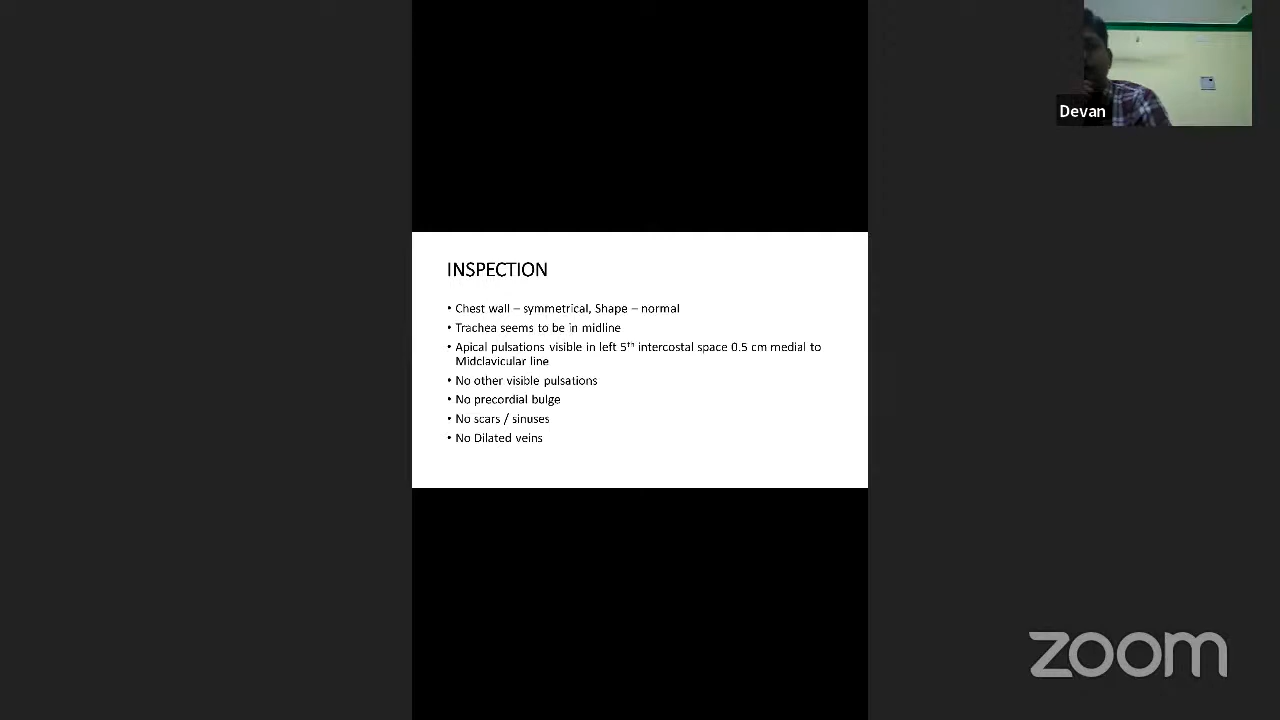 Devan
INSPECTION
• Chest wall – symmetrical, Shape – normal
• Trachea seems to be in midline
• Apical pulsations visible in left 5th intercostal space 0.5 cm medial to
Midclavicular line
• No other visible pulsations
• No precordial bulge
• No scars / sinuses
• No Dilated veins
zoom